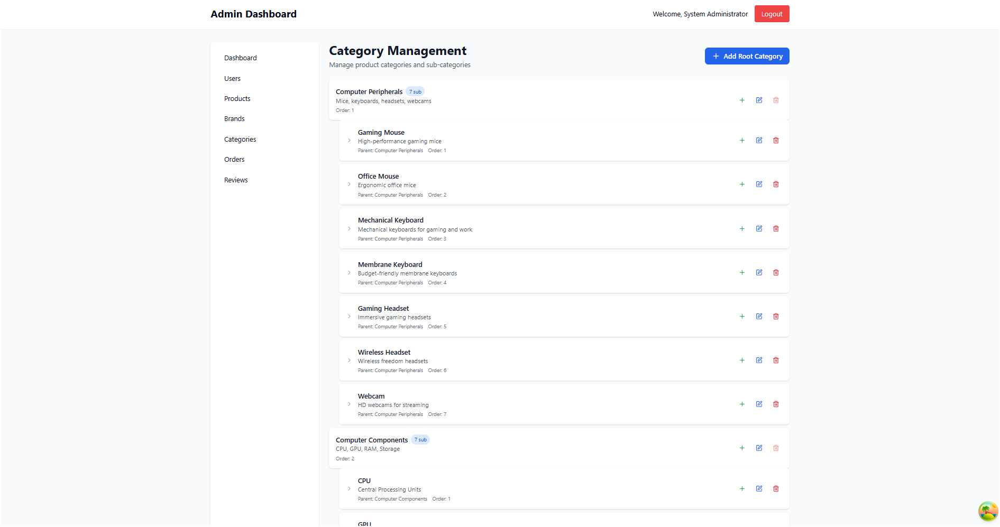 Admin Dashboard
Welcome, System Administrator
Logout
Dashboard
Users
Products
Brands
Categories
Orders
Reviews
Category Management
Manage product categories and sub-categories
Add Root Category
Computer Peripherals 7 sub
Mice, keyboards, headsets, webcams
Order: 1
Gaming Mouse
High-performance gaming mice
Parent: Computer Peripherals Order: 1
Office Mouse
Ergonomic office mice
Parent: Computer Peripherals Order: 2
Mechanical Keyboard
Mechanical keyboards for gaming and work
Parent: Computer Peripherals Order: 3
Membrane Keyboard
Budget-friendly membrane keyboards
Parent: Computer Peripherals Order: 4
Gaming Headset
Immersive gaming headsets
Parent: Computer Peripherals Order: 5
Wireless Headset
Wireless freedom headsets
Parent: Computer Peripherals Order: 6
Webcam
HD webcams for streaming
Parent: Computer Peripherals Order: 7
Computer Components 7 sub
CPU, GPU, RAM, Storage
Order: 2
CPU
Central Processing Units
Parent: Computer Components Order: 1
GPU